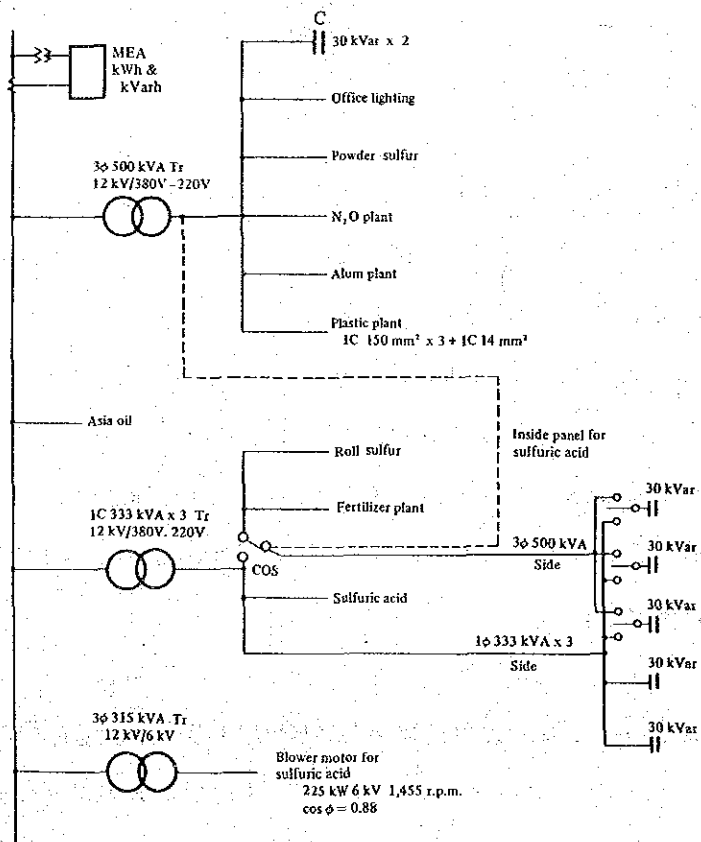 C
30 kVar x 2
MEA
kWh &
kVarh
Office lighting
3ϕ 500 kVA Tr
12 kV/380V - 220V
Powder sulfur
N₂O plant
Alum plant
Plastic plant
1C 150 mm² x 3 + 1C 14 mm²
Asia oil
Inside panel for
sulfuric acid
Roll sulfur
30 kVar
1C 333 kVA x 3 Tr
12 kV/380V. 220V
Fertilizer plant
3ϕ 500 kVA
Side
30 kVar
COS
Sulfuric acid
30 kVar
1ϕ 333 kVA x 3
Side
30 kVar
30 kVar
3ϕ 315 kVA Tr
12 kV/6 kV
Blower motor for
sulfuric acid
225 kW 6 kV 1,455 r.p.m.
cos ϕ = 0.88